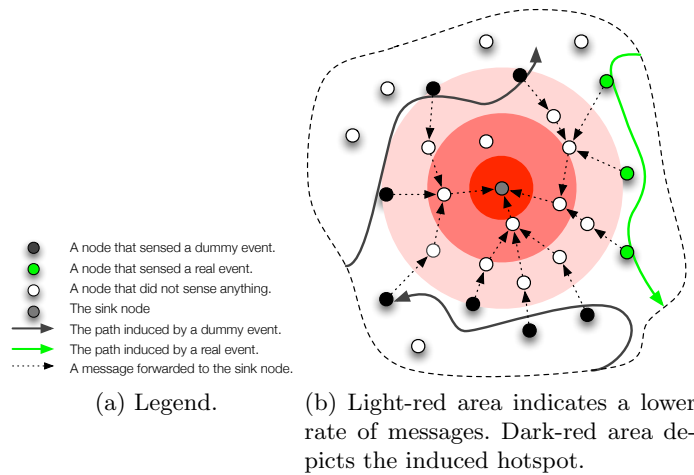 A node that sensed a dummy event.
A node that sensed a real event.
A node that did not sense anything.
The sink node
The path induced by a dummy event.
The path induced by a real event.
A message forwarded to the sink node.
(a) Legend.
(b) Light-red area indicates a lower
rate of messages. Dark-red area de-
picts the induced hotspot.